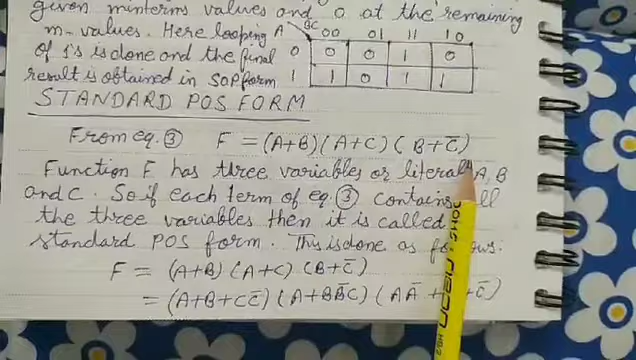 given minterms values and 0 at the remaining
m-values. Here looping A BC 00 01 11 10
of 1's is done and the final 0 0 0 1 0
result is obtained in SOP form 1 1 0 1 1
STANDARD POS FORM
From eq. ③ F = (A+B)(A+C)(B+C̅)
Function F has three variables or literals A, B
and C. So if each term of eq. ③ contains all
the three variables then it is called
standard POS form. This is done as follows.
F = (A+B) (A+C) (B+C̅)
= (A+B+CC̅) (A+BB̅C) (AA̅ + C̅)